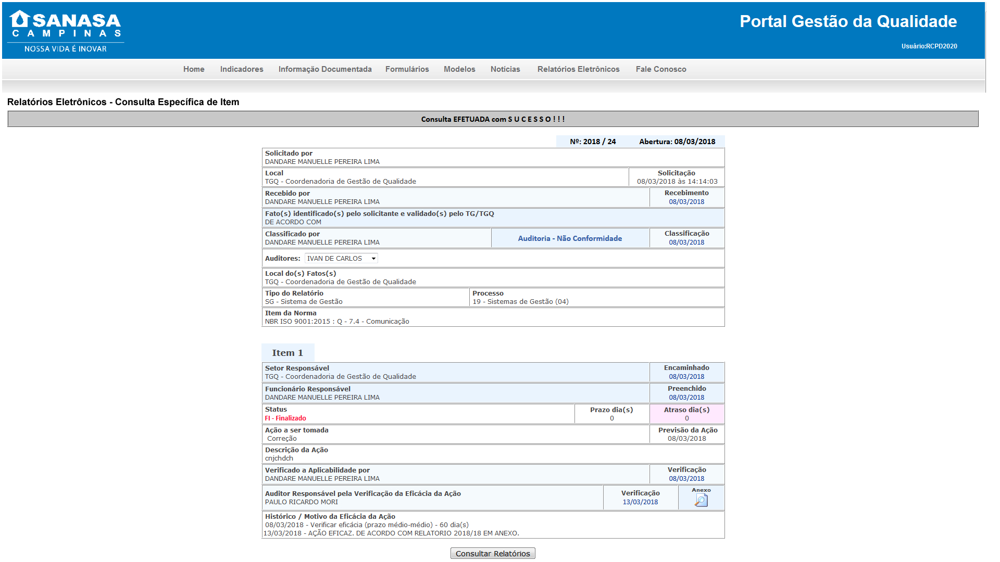 SANASA
CAMPINAS
NOSSA VIDA É INOVAR
Portal Gestão da Qualidade
Usuário:RCPD2020
Home Indicadores Informação Documentada Formulários Modelos Notícias Relatórios Eletrônicos Fale Conosco
Relatórios Eletrônicos - Consulta Específica de Item
Consulta EFETUADA com S U C E S S O ! ! !
Nº: 2018 / 24 Abertura: 08/03/2018
Solicitado por
DANDARE MANUELLE PEREIRA LIMA
Local Solicitação
TGQ - Coordenadoria de Gestão de Qualidade 08/03/2018 às 14:14:03
Recebido por Recebimento
DANDARE MANUELLE PEREIRA LIMA 08/03/2018
Fato(s) identificado(s) pelo solicitante e validado(s) pelo TG/TGQ
DE ACORDO COM
Classificado por Auditoria - Não Conformidade Classificação
DANDARE MANUELLE PEREIRA LIMA 08/03/2018
Auditores: IVAN DE CARLOS
Local do(s) Fatos(s)
TGQ - Coordenadoria de Gestão de Qualidade
Tipo do Relatório Processo
SG - Sistema de Gestão 19 - Sistemas de Gestão (04)
Item da Norma
NBR ISO 9001:2015 : Q - 7.4 - Comunicação
Item 1
Setor Responsável Encaminhado
TGQ - Coordenadoria de Gestão de Qualidade 08/03/2018
Funcionário Responsável Preenchido
DANDARE MANUELLE PEREIRA LIMA 08/03/2018
Status Prazo dia(s) Atraso dia(s)
FI - Finalizado 0 0
Ação a ser tomada Previsão da Ação
Correção 08/03/2018
Descrição da Ação
cnjchdch
Verificado a Aplicabilidade por Verificação
DANDARE MANUELLE PEREIRA LIMA 08/03/2018
Auditor Responsável pela Verificação da Eficácia da Ação Verificação Anexo
PAULO RICARDO MORI 13/03/2018
Histórico / Motivo da Eficácia da Ação
08/03/2018 - Verificar eficácia (prazo médio-médio) - 60 dia(s)
13/03/2018 - AÇÃO EFICAZ. DE ACORDO COM RELATORIO 2018/18 EM ANEXO.
Consultar Relatórios